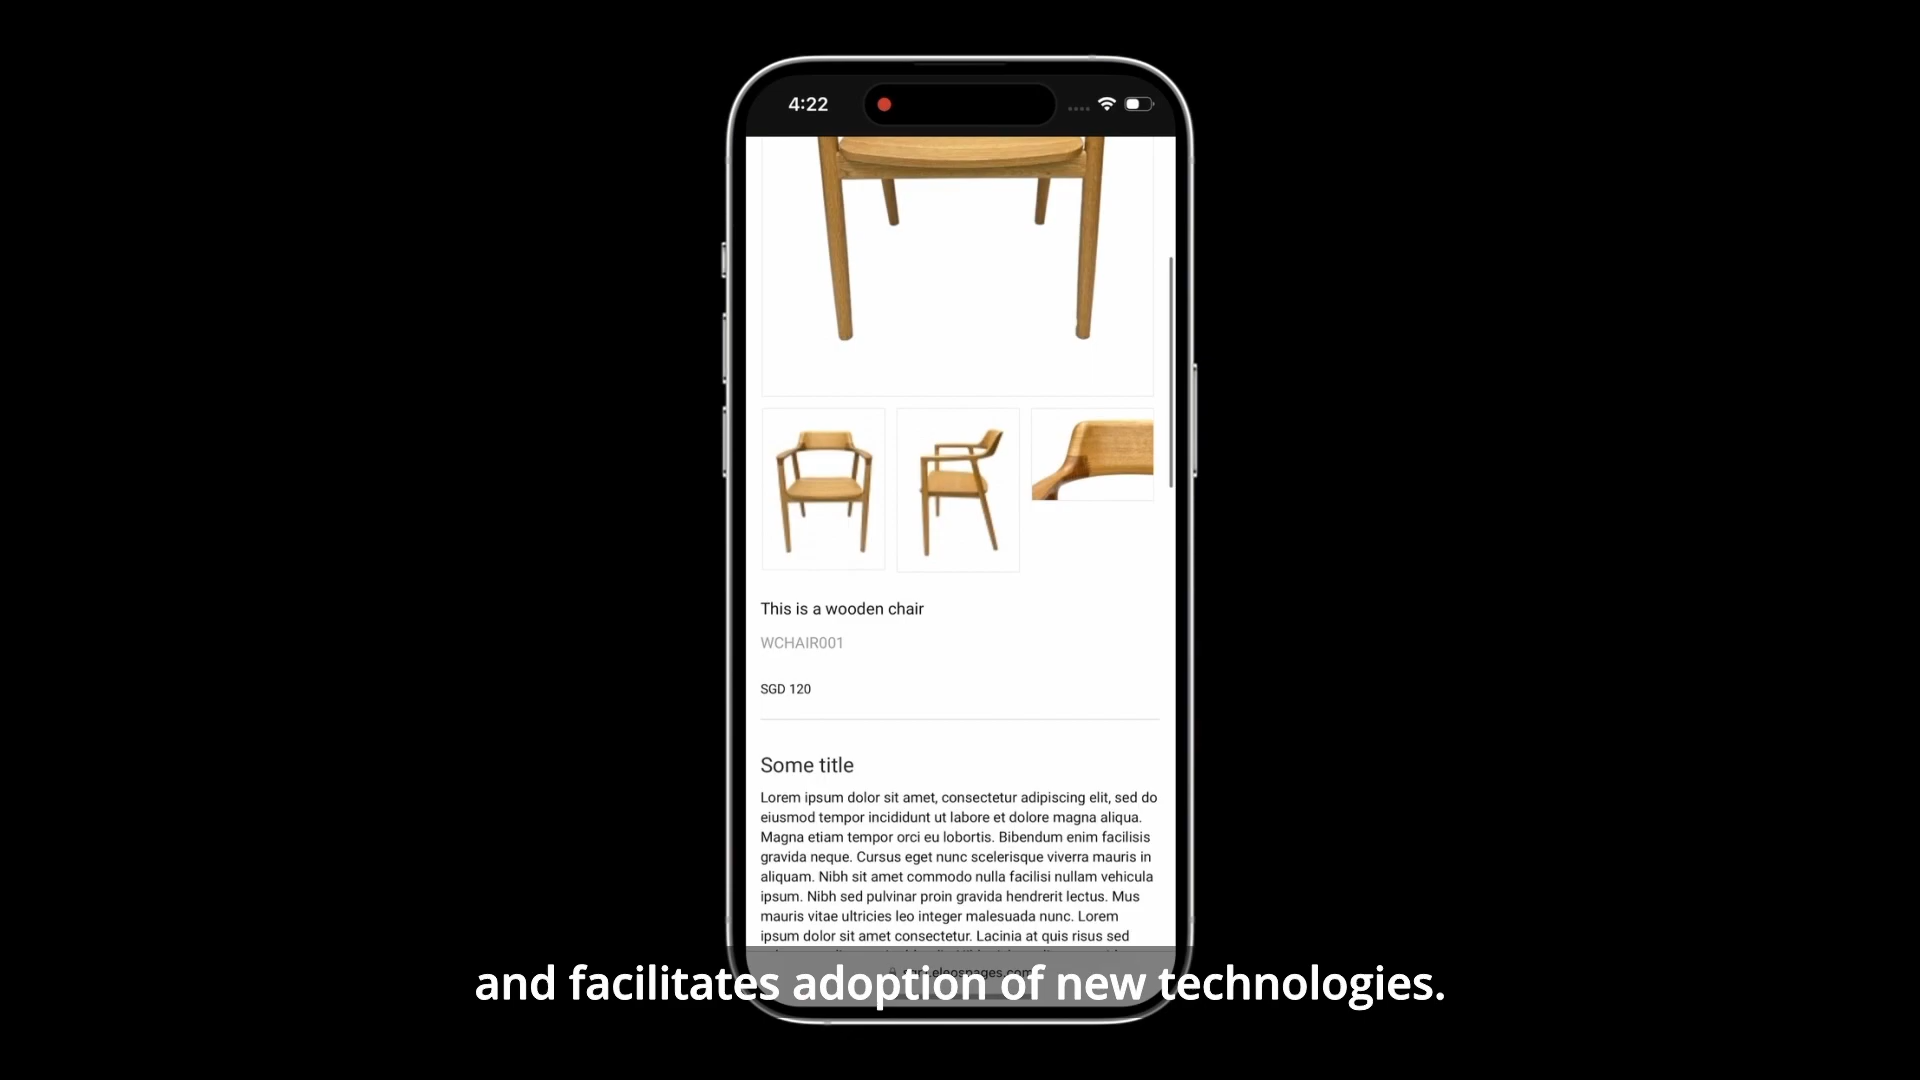 4:22
This is a wooden chair
WCHAIR001
SGD 120
Some title
Lorem ipsum dolor sit amet, consectetur adipiscing elit, sed do
eiusmod tempor incididunt ut labore et dolore magna aliqua.
Magna etiam tempor orci eu lobortis. Bibendum enim facilisis
gravida neque. Cursus eget nunc scelerisque viverra mauris in
aliquam. Nibh sit amet commodo nulla facilisi nullam vehicula
ipsum. Nibh sed pulvinar proin gravida hendrerit lectus. Mus
mauris vitae ultricies leo integer malesuada nunc. Lorem
ipsum dolor sit amet consectetur. Lacinia at quis risus sed
and facilitates adoption of new technologies.